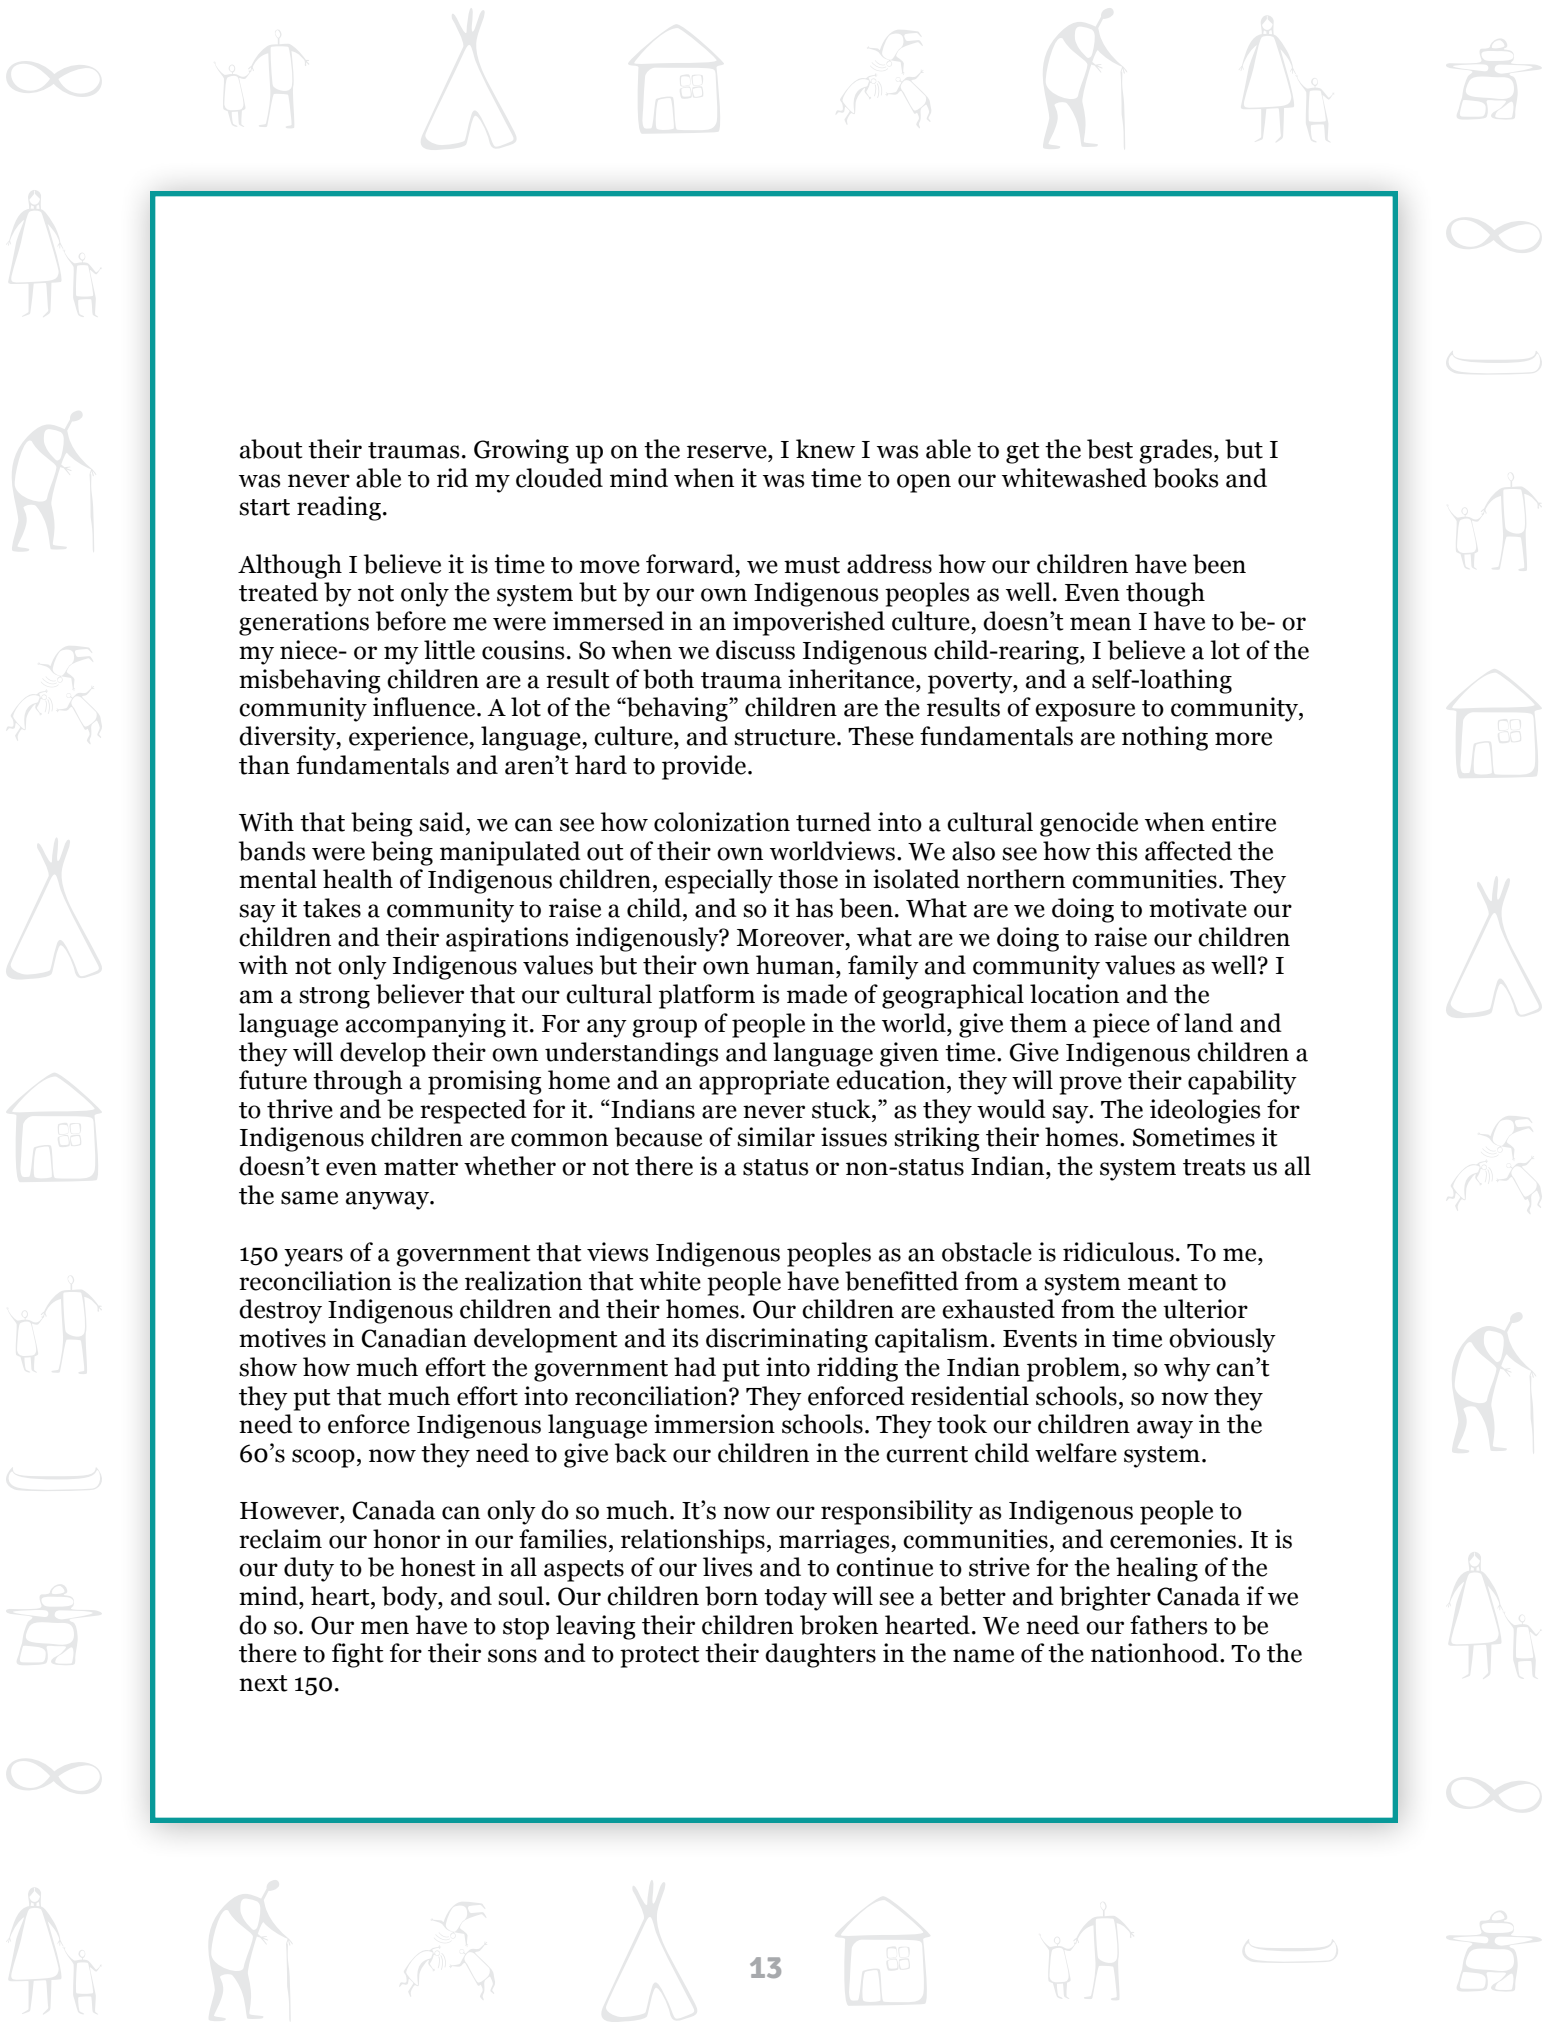 about their traumas. Growing up on the reserve, I knew I was able to get the best grades, but I
was never able to rid my clouded mind when it was time to open our whitewashed books and
start reading.
Although I believe it is time to move forward, we must address how our children have been
treated by not only the system but by our own Indigenous peoples as well. Even though
generations before me were immersed in an impoverished culture, doesn’t mean I have to be- or
my niece- or my little cousins. So when we discuss Indigenous child-rearing, I believe a lot of the
misbehaving children are a result of both trauma inheritance, poverty, and a self-loathing
community influence. A lot of the “behaving” children are the results of exposure to community,
diversity, experience, language, culture, and structure. These fundamentals are nothing more
than fundamentals and aren’t hard to provide.
With that being said, we can see how colonization turned into a cultural genocide when entire
bands were being manipulated out of their own worldviews. We also see how this affected the
mental health of Indigenous children, especially those in isolated northern communities. They
say it takes a community to raise a child, and so it has been. What are we doing to motivate our
children and their aspirations indigenously? Moreover, what are we doing to raise our children
with not only Indigenous values but their own human, family and community values as well? I
am a strong believer that our cultural platform is made of geographical location and the
language accompanying it. For any group of people in the world, give them a piece of land and
they will develop their own understandings and language given time. Give Indigenous children a
future through a promising home and an appropriate education, they will prove their capability
to thrive and be respected for it. “Indians are never stuck,” as they would say. The ideologies for
Indigenous children are common because of similar issues striking their homes. Sometimes it
doesn’t even matter whether or not there is a status or non-status Indian, the system treats us all
the same anyway.
150 years of a government that views Indigenous peoples as an obstacle is ridiculous. To me,
reconciliation is the realization that white people have benefitted from a system meant to
destroy Indigenous children and their homes. Our children are exhausted from the ulterior
motives in Canadian development and its discriminating capitalism. Events in time obviously
show how much effort the government had put into ridding the Indian problem, so why can’t
they put that much effort into reconciliation? They enforced residential schools, so now they
need to enforce Indigenous language immersion schools. They took our children away in the
60’s scoop, now they need to give back our children in the current child welfare system.
However, Canada can only do so much. It’s now our responsibility as Indigenous people to
reclaim our honor in our families, relationships, marriages, communities, and ceremonies. It is
our duty to be honest in all aspects of our lives and to continue to strive for the healing of the
mind, heart, body, and soul. Our children born today will see a better and brighter Canada if we
do so. Our men have to stop leaving their children broken hearted. We need our fathers to be
there to fight for their sons and to protect their daughters in the name of the nationhood. To the
next 150.
13